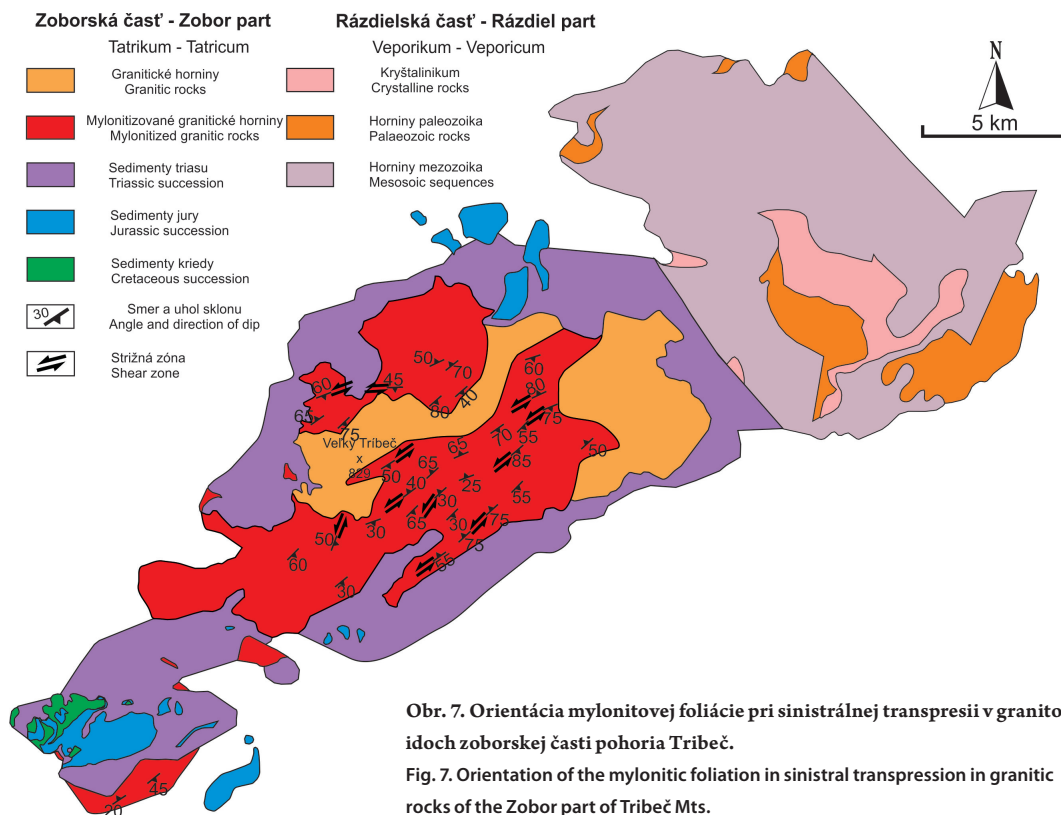 Zoborská časť - Zobor part
Tatrikum - Tatricum
Granitické horniny
Granitic rocks
Mylonitizované granitické horniny
Mylonitized granitic rocks
Sedimenty triasu
Triassic succession
Sedimenty jury
Jurassic succession
Sedimenty kriedy
Cretaceous succession
30
Smer a uhol sklonu
Angle and direction of dip
Strižná zóna
Shear zone
Rázdielská časť - Rázdiel part
Veporikum - Veporicum
Kryštalinikum
Crystalline rocks
Horniny paleozoika
Palaeozoic rocks
Horniny mezozoika
Mesosoic sequences
N
5 km
50
70
60
45
60
80
40
80
65
75
75
Veľký Tríbeč
x
829
70
55
65
50
50
65
85
40
25
30
55
65
30
75
30
50
75
60
55
30
45
20
Obr. 7. Orientácia mylonitovej foliácie pri sinistrálnej transpresii v granito
idoch zoborskej časti pohoria Tribeč.
Fig. 7. Orientation of the mylonitic foliation in sinistral transpression in granitic
rocks of the Zobor part of Tribeč Mts.